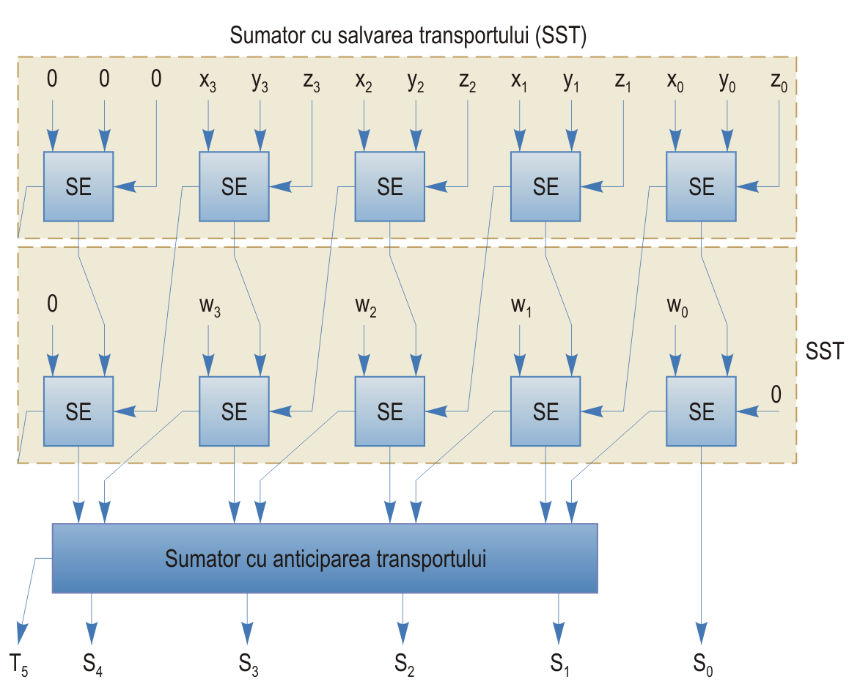 Sumator cu salvarea transportului (SST)
0 0 0 x₃ y₃ z₃ x₂ y₂ z₂ x₁ y₁ z₁ x₀ y₀ z₀
SE SE SE SE SE
0 w₃ w₂ w₁ w₀
SST
SE SE SE SE SE 0
Sumator cu anticiparea transportului
T₅ S₄ S₃ S₂ S₁ S₀